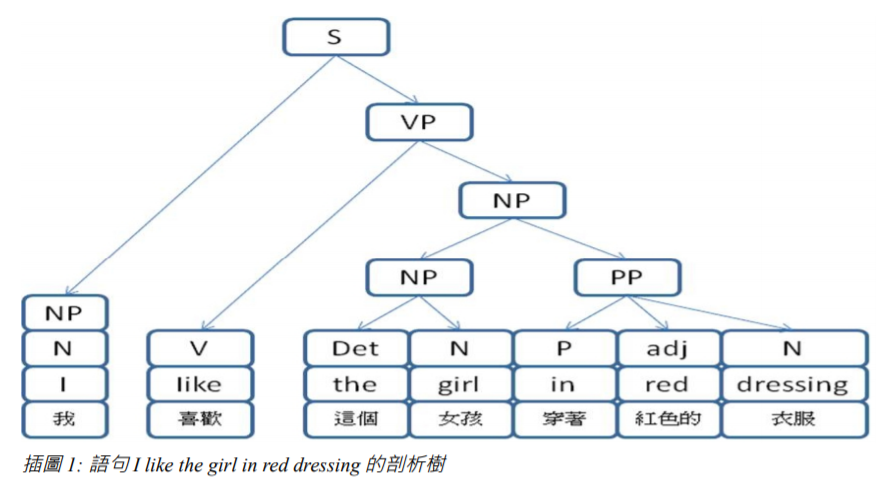 S
VP
NP
NP PP
NP
N V Det N P adj N
I like the girl in red dressing
我 喜歡 這個 女孩 穿著 紅色的 衣服
插圖 1: 語句 I like the girl in red dressing 的剖析樹